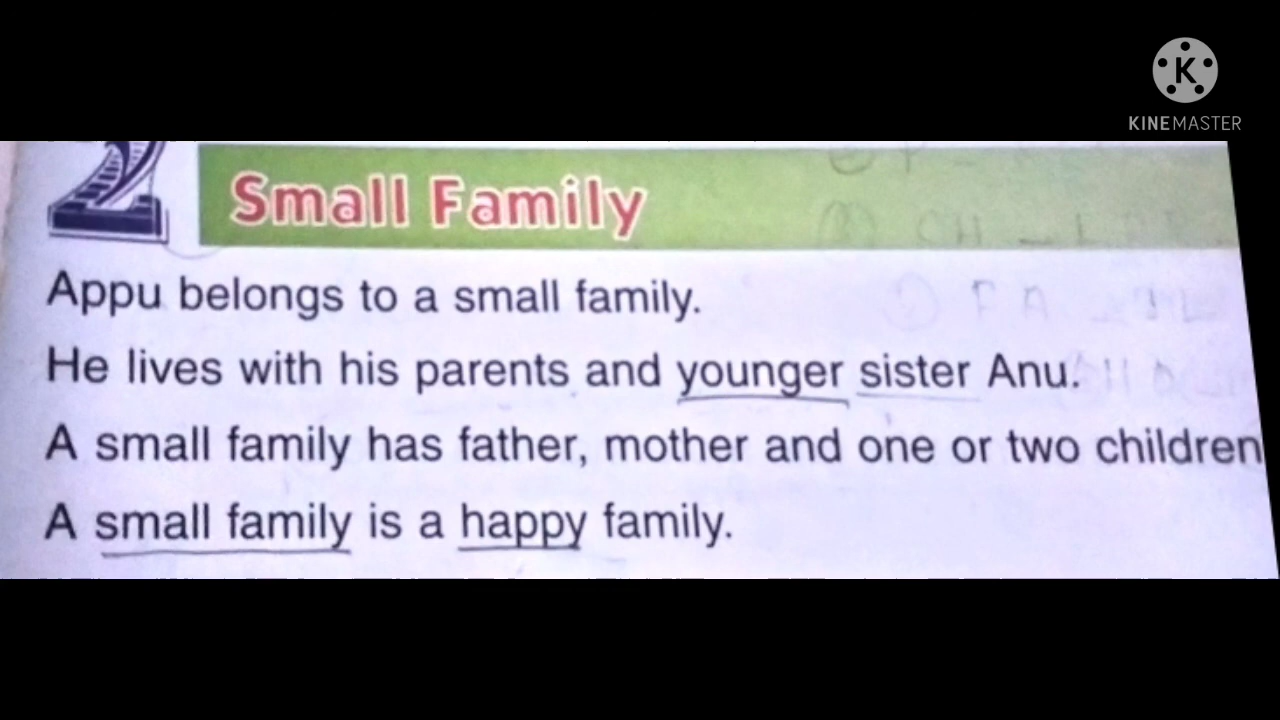 KINEMASTER
2
Small Family
Appu belongs to a small family.
He lives with his parents and younger sister Anu.
A small family has father, mother and one or two children
A small family is a happy family.